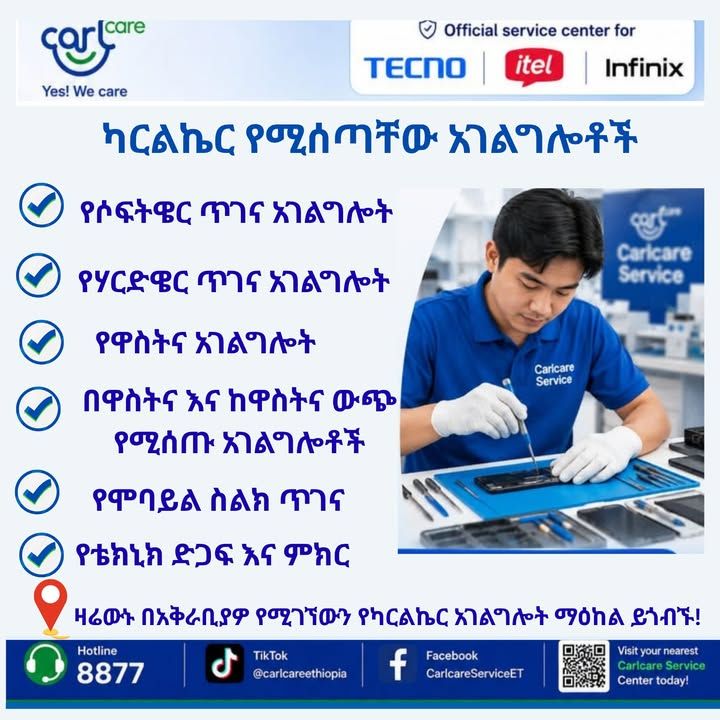 carlcare
Yes! We care
Official service center for
TECNO itel Infinix
ካርልኬር የሚሰጣቸው አገልግሎቶች
የሶፍትዌር ጥገና አገልግሎት
የሃርድዌር ጥገና አገልግሎት
የዋስትና አገልግሎት
በዋስትና እና ከዋስትና ውጭ
የሚሰጡ አገልግሎቶች
የሞባይል ስልክ ጥገና
የቴክኒክ ድጋፍ እና ምክር
carlcare
Carlcare
Service
Carlcare
Service
ዛሬውኑ በአቅራቢያዎ የሚገኘውን የካርልኬር አገልግሎት ማዕከል ይጎብኙ!
Hotline
8877
TikTok
@carlcareethiopia
Facebook
CarlcareServiceET
Visit your nearest
Carlcare Service
Center today!